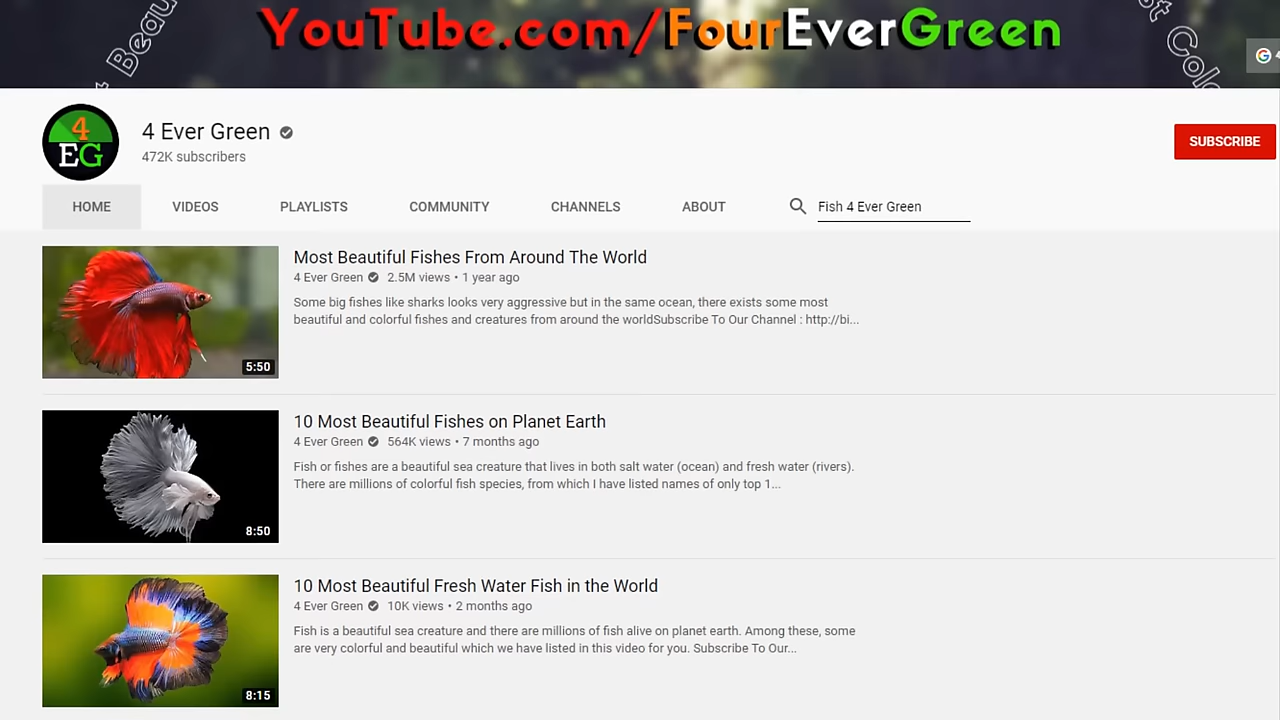 YouTube.com/FourEverGreen
4
EG
4 Ever Green
472K subscribers
SUBSCRIBE
HOME VIDEOS PLAYLISTS COMMUNITY CHANNELS ABOUT Fish 4 Ever Green
5:50
Most Beautiful Fishes From Around The World
4 Ever Green 2.5M views • 1 year ago
Some big fishes like sharks looks very aggressive but in the same ocean, there exists some most
beautiful and colorful fishes and creatures from around the worldSubscribe To Our Channel : http://bi...
8:50
10 Most Beautiful Fishes on Planet Earth
4 Ever Green 564K views • 7 months ago
Fish or fishes are a beautiful sea creature that lives in both salt water (ocean) and fresh water (rivers).
There are millions of colorful fish species, from which I have listed names of only top 1...
8:15
10 Most Beautiful Fresh Water Fish in the World
4 Ever Green 10K views • 2 months ago
Fish is a beautiful sea creature and there are millions of fish alive on planet earth. Among these, some
are very colorful and beautiful which we have listed in this video for you. Subscribe To Our...